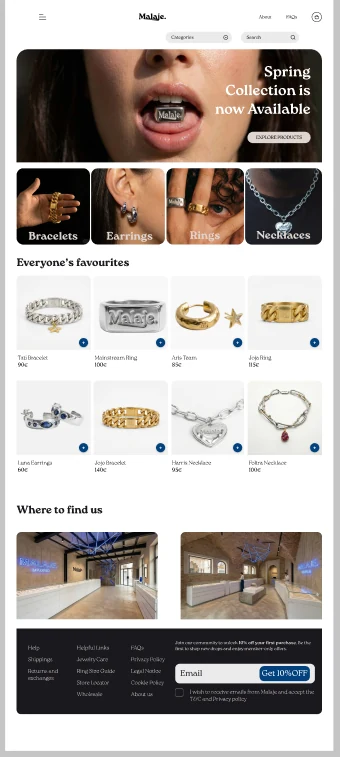 Malaje.
About
FAQs
Categories
Search
Spring
Collection is
now Available
EXPLORE PRODUCTS
Malaje.
Bracelets
Earrings
Rings
Necklaces
Everyone's favourites
Malaje.
Tati Bracelet
90€
Mainstream Ring
100€
Aris Team
85€
Joja Ring
115€
Luna Earrings
60€
Jojo Bracelet
140€
Harris Necklace
95€
Foltra Necklace
100€
Where to find us
Help
Shippings
Returns and
exchanges
Helpful Links
Jewelry Care
Ring Size Guide
Store Locator
Wholesale
FAQs
Privacy Policy
Legal Notice
Cookie Policy
About us
Join our community to unlock 10% off your first purchase. Be the
first to shop new drops and enjoy member-only offers.
Email
Get 10%OFF
I wish to receive emails from Malaje and accept the
T&C and Privacy policy